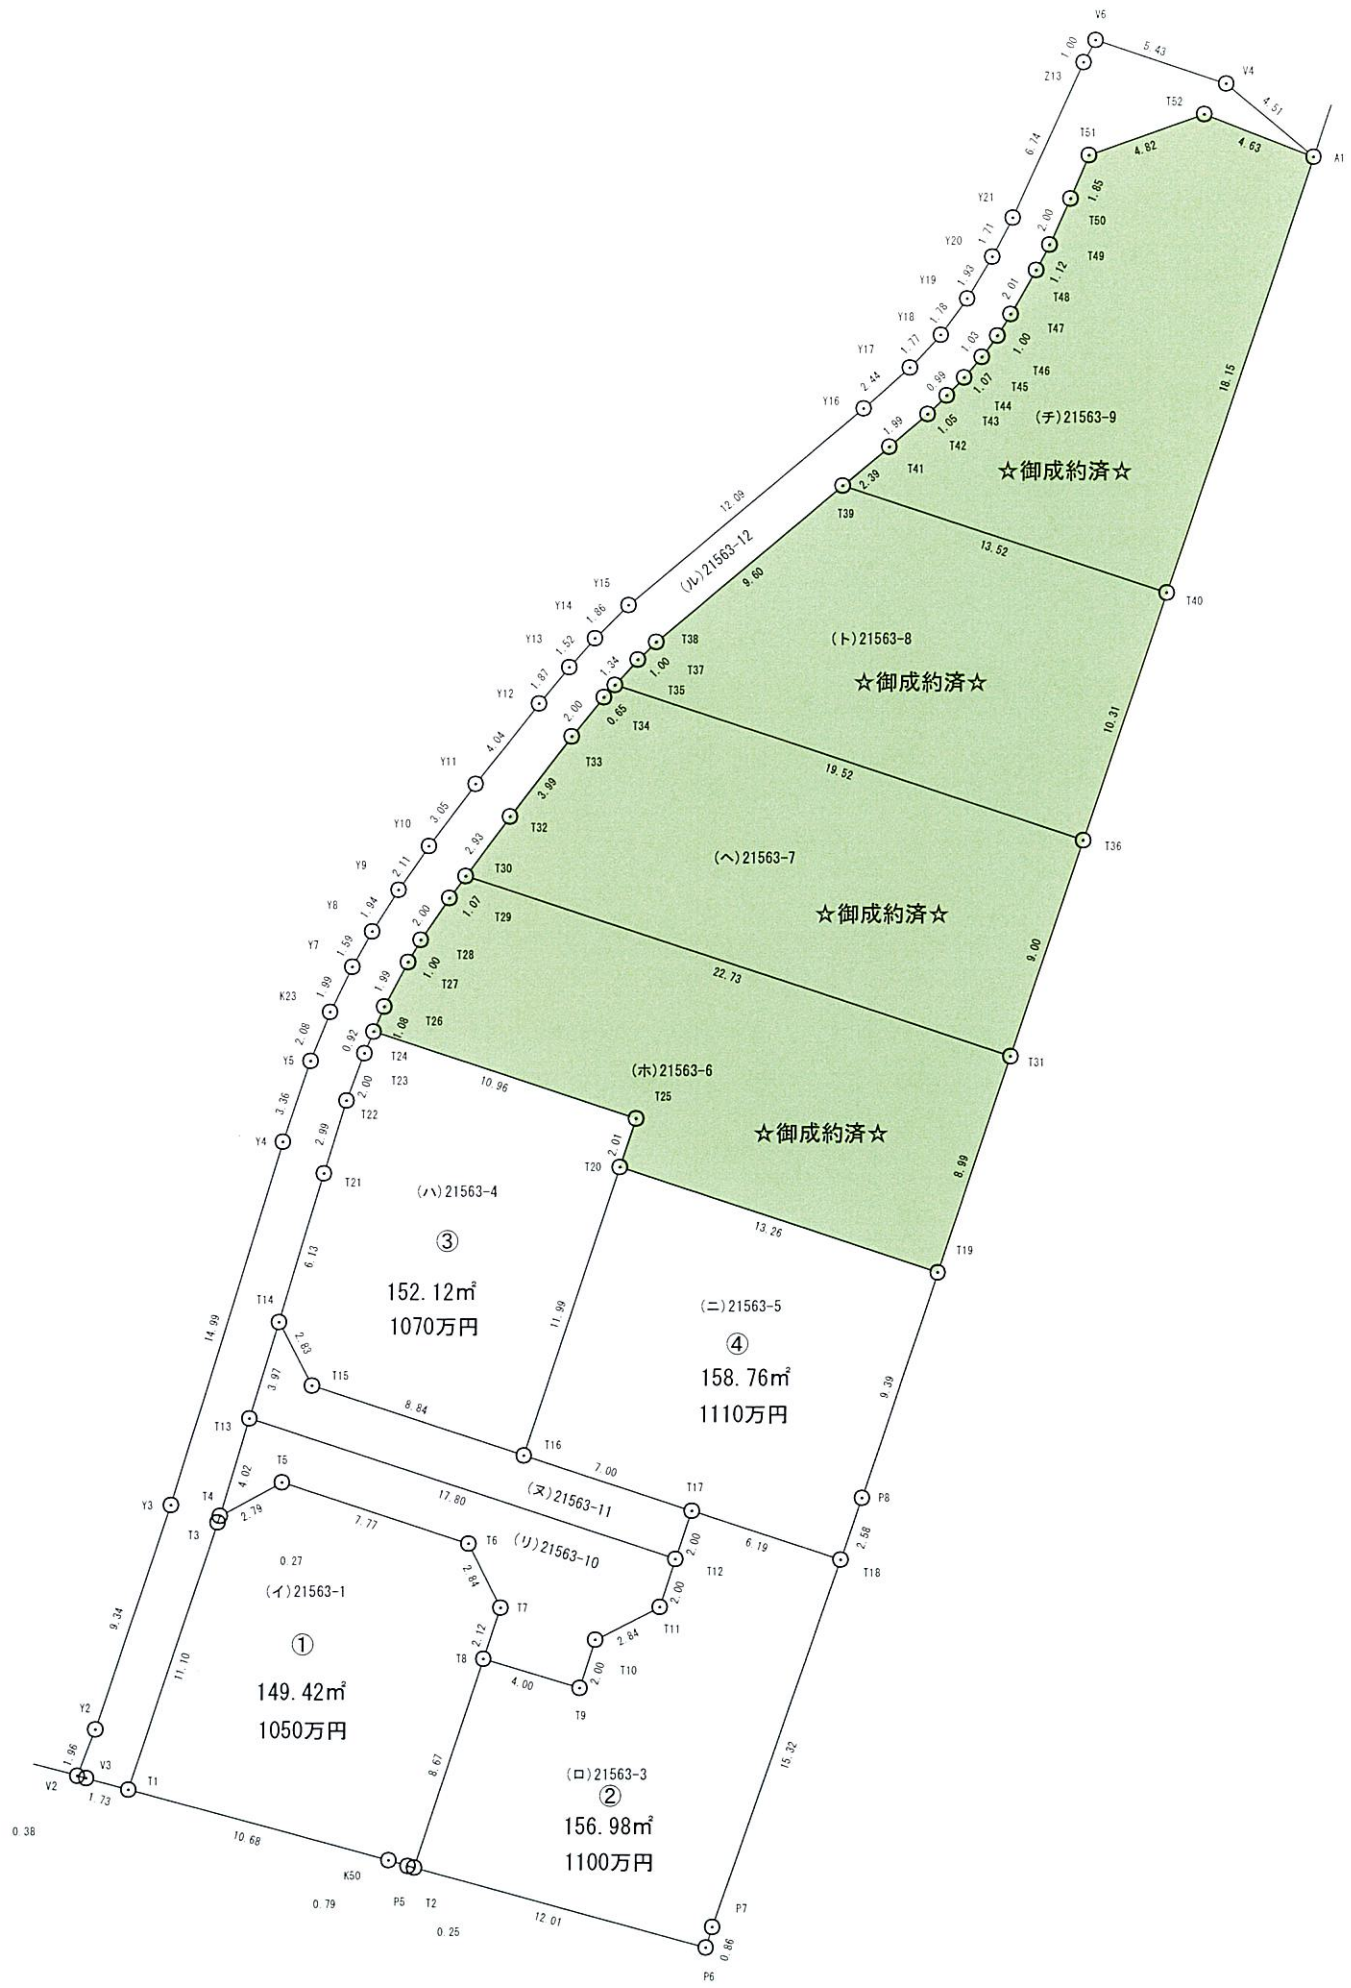 V6
1.00
5.43
Z13
V4
4.51
T52
T51
4.82
4.63
A1
6.74
1.85
T50
Y21
2.00
T49
1.71
Y20
1.12
T48
1.93
Y19
2.01
T47
1.78
Y18
1.00
T46
1.03
1.77
Y17
1.07
T45
0.99
T44
2.44
Y16
1.05
T43
(チ)21563-9
18.15
1.99
T42
☆御成約済☆
T41
2.39
T39
12.09
13.52
(ル)21563-12
9.60
T40
Y15
Y14
1.86
(ト)21563-8
Y13
T38
1.52
T37
1.00
1.34
☆御成約済☆
T35
Y12
1.87
0.65
T34
2.00
10.31
T33
4.04
19.52
Y11
3.99
T32
3.05
Y10
T36
2.93
(ヘ)21563-7
Y9
2.11
T30
1.07
☆御成約済☆
Y8
1.94
T29
2.00
Y7
1.59
T28
1.00
9.00
22.73
K23
1.99
1.99
T27
T26
2.08
1.08
0.92
T24
Y5
T31
(ホ)21563-6
T23
2.00
10.96
T25
T22
3.36
☆御成約済☆
Y4
2.99
2.01
T20
8.99
T21
(ハ)21563-4
13.26
③
T19
6.13
152.12㎡
1070万円
11.99
(ニ)21563-5
T14
④
14.99
2.83
158.76㎡
T15
9.39
3.97
1110万円
8.84
T13
T16
7.00
T5
4.02
17.80
(ヌ)21563-11
T17
P8
Y3
T4
2.79
7.77
T3
T6
(リ)21563-10
2.00
6.19
2.58
T12
T18
0.27
2.84
(イ)21563-1
2.00
T7
T11
9.34
①
2.12
2.84
T8
T10
11.10
4.00
2.00
149.42㎡
T9
Y2
1050万円
15.32
1.96
8.67
V3
(ロ)21563-3
V2
T1
②
1.73
156.98㎡
0.38
10.68
1100万円
K50
P5
T2
0.79
12.01
P7
0.25
0.86
P6